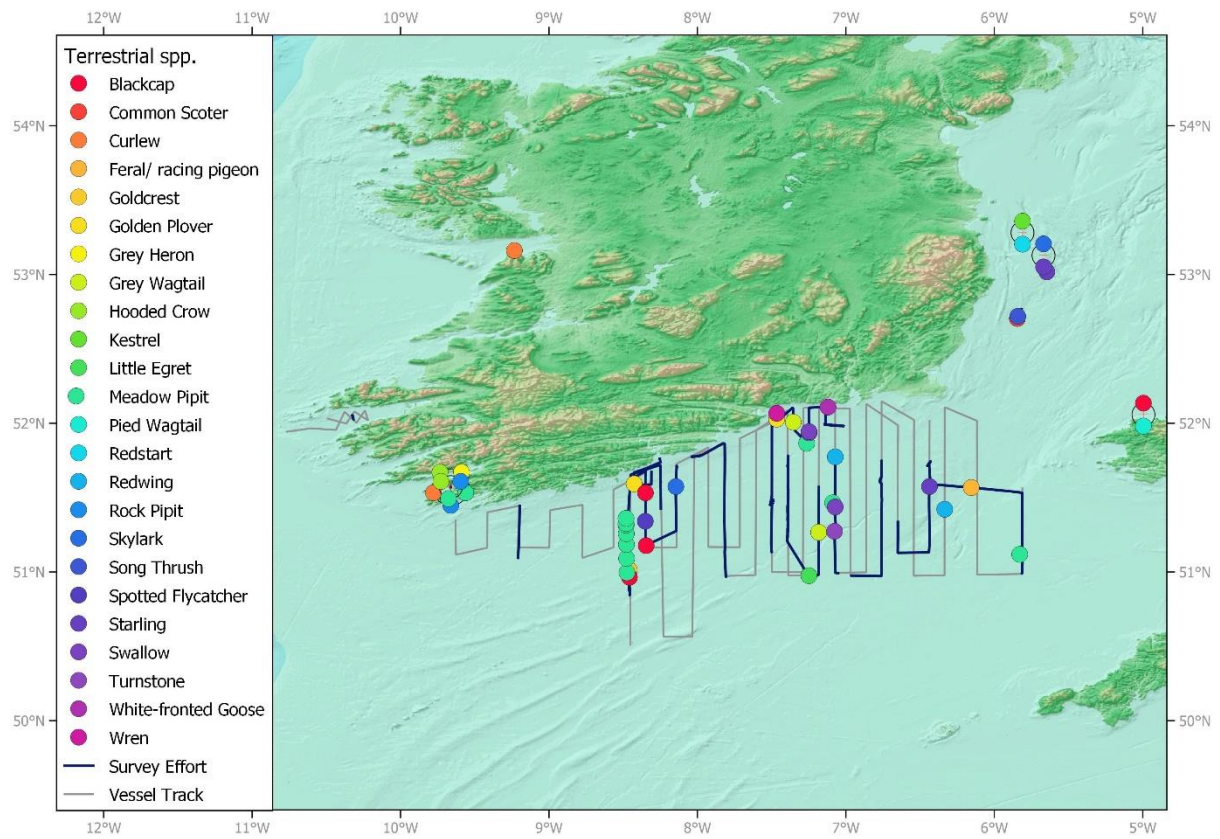 12°W 11°W 10°W 9°W 8°W 7°W 6°W 5°W
Terrestrial spp.
Blackcap
Common Scoter
Curlew
Feral/ racing pigeon
Goldcrest
Golden Plover
Grey Heron
Grey Wagtail
Hooded Crow
Kestrel
Little Egret
Meadow Pipit
Pied Wagtail
Redstart
Redwing
Rock Pipit
Skylark
Song Thrush
Spotted Flycatcher
Starling
Swallow
Turnstone
White-fronted Goose
Wren
Survey Effort
Vessel Track
54°N 54°N
53°N 53°N
52°N 52°N
51°N 51°N
50°N 50°N
12°W 11°W 10°W 9°W 8°W 7°W 6°W 5°W